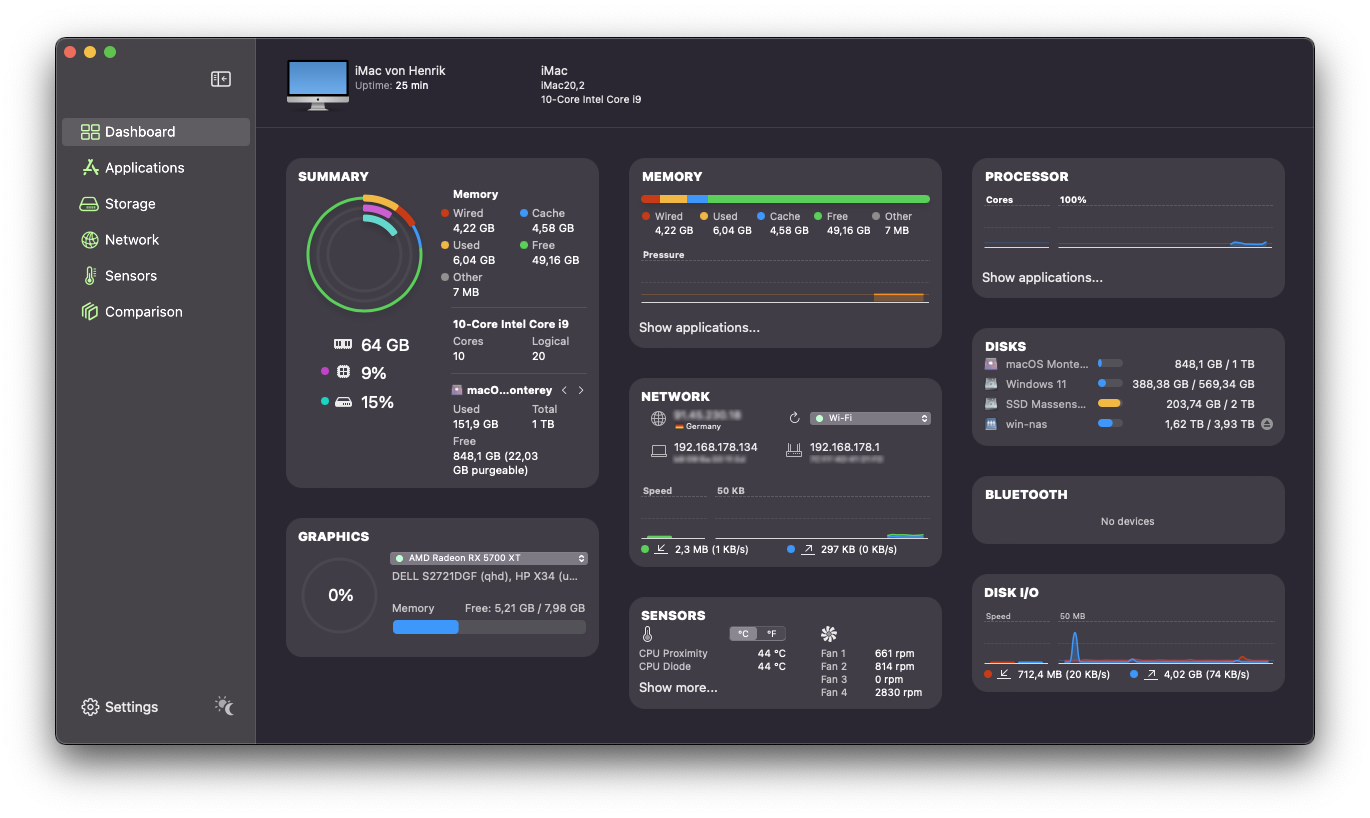 iMac von Henrik
Uptime: 25 min
iMac
iMac20,2
10-Core Intel Core i9
Dashboard
Applications
Storage
Network
Sensors
Comparison
Settings
SUMMARY
Memory
Wired
4,22 GB
Cache
4,58 GB
Used
6,04 GB
Free
49,16 GB
Other
7 MB
64 GB
9%
15%
10-Core Intel Core i9
Cores
10
Logical
20
macO...onterey
Used
151,9 GB
Total
1 TB
Free
848,1 GB (22,03
GB purgeable)
GRAPHICS
0%
AMD Radeon RX 5700 XT
DELL S2721DGF (qhd), HP X34 (u...
Memory
Free: 5,21 GB / 7,98 GB
MEMORY
Wired
4,22 GB
Used
6,04 GB
Cache
4,58 GB
Free
49,16 GB
Other
7 MB
Pressure
Show applications...
NETWORK
Germany
Wi-Fi
192.168.178.134
192.168.178.1
Speed
50 KB
2,3 MB (1 KB/s)
297 KB (0 KB/s)
SENSORS
°C
°F
CPU Proximity 44 °C
CPU Diode 44 °C
Show more...
Fan 1 661 rpm
Fan 2 814 rpm
Fan 3 0 rpm
Fan 4 2830 rpm
PROCESSOR
Cores
100%
Show applications...
DISKS
macOS Monte... 848,1 GB / 1 TB
Windows 11 388,38 GB / 569,34 GB
SSD Massens... 203,74 GB / 2 TB
win-nas 1,62 TB / 3,93 TB
BLUETOOTH
No devices
DISK I/O
Speed
50 MB
712,4 MB (20 KB/s)
4,02 GB (74 KB/s)